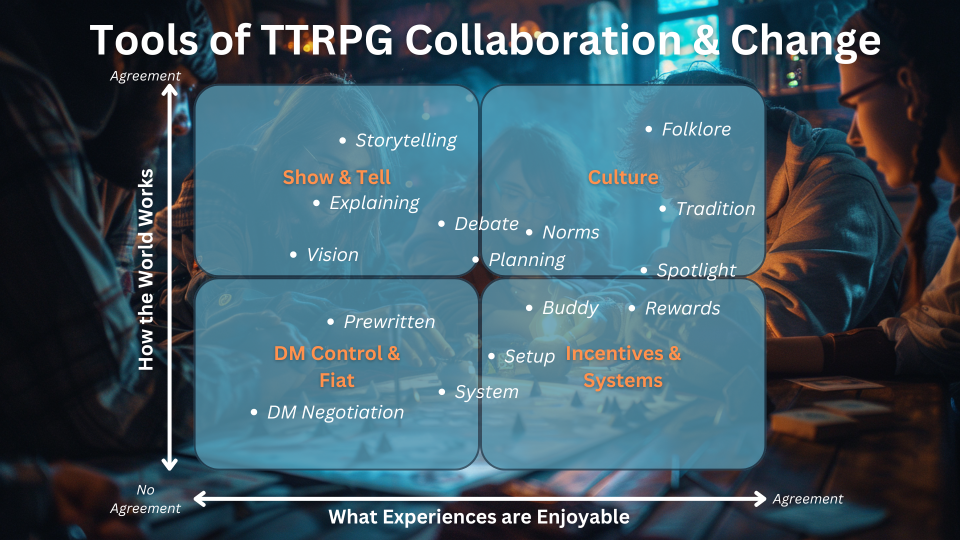 Tools of TTRPG Collaboration & Change
Agreement
How the World Works
Storytelling
Show & Tell
Explaining
Debate
Vision
Folklore
Culture
Tradition
Norms
Planning
Spotlight
Prewritten
DM Control &
Fiat
DM Negotiation
System
Buddy
Rewards
Setup
Incentives &
Systems
No
Agreement
Agreement
What Experiences are Enjoyable